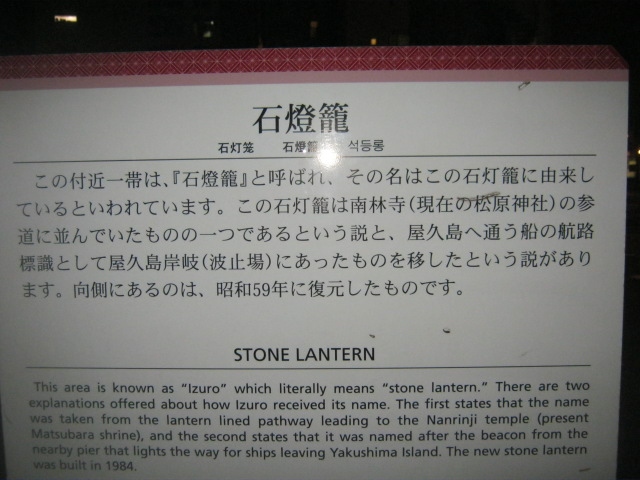 石燈籠
石灯笼 石燈籠 석등롱
この付近一帯は、『石燈籠』と呼ばれ、その名はこの石灯籠に由来し
ているといわれています。この石灯籠は南林寺(現在の松原神社)の参
道に並んでいたものの一つであるという説と、屋久島へ通う船の航路
標識として屋久島岸岐(波止場)にあったものを移したという説があり
ます。向側にあるのは、昭和59年に復元したものです。
STONE LANTERN
This area is known as “Izuro” which literally means “stone lantern.” There are two
explanations offered about how Izuro received its name. The first states that the name
was taken from the lantern lined pathway leading to the Nanrinji temple (present
Matsubara shrine), and the second states that it was named after the beacon from the
nearby pier that lights the way for ships leaving Yakushima Island. The new stone lantern
was built in 1984.